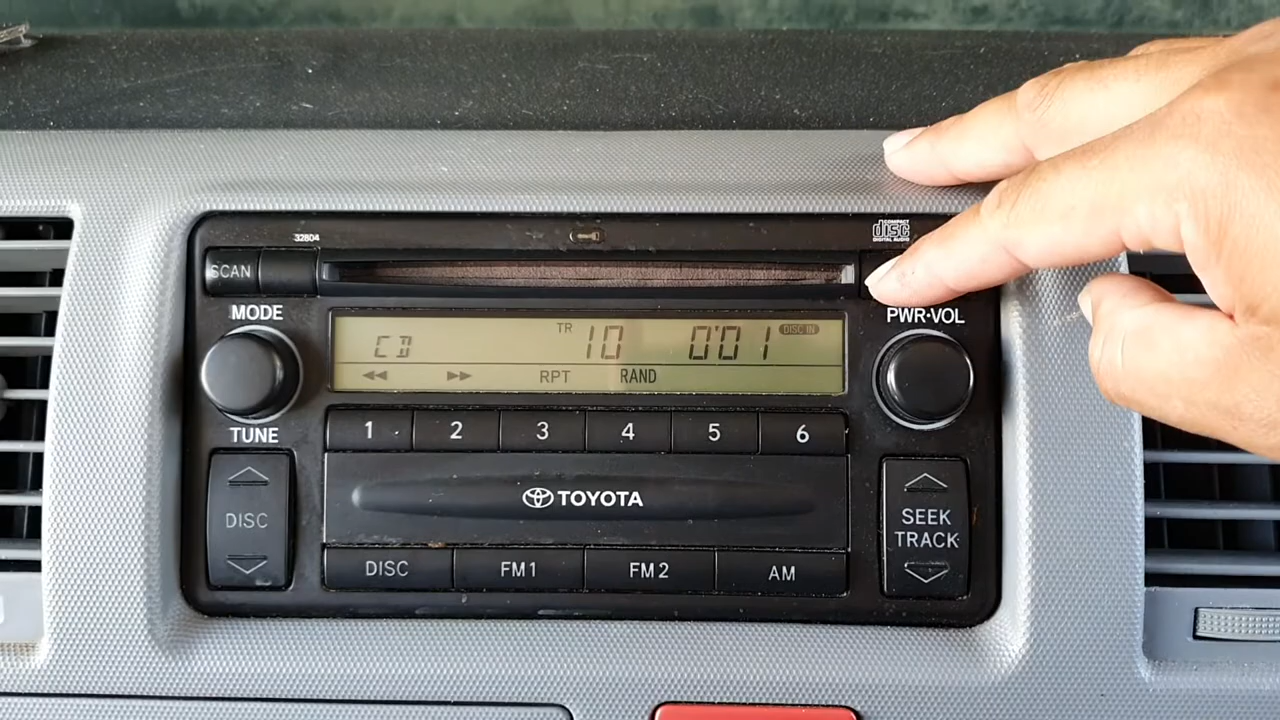 32804
COMPACT
disc
DIGITAL AUDIO
SCAN
MODE
PWR•VOL
TR 10 0'01 DISC IN
CD
RPT RAND
1 2 3 4 5 6
TUNE
DISC
TOYOTA
SEEK
TRACK
DISC FM1 FM2 AM